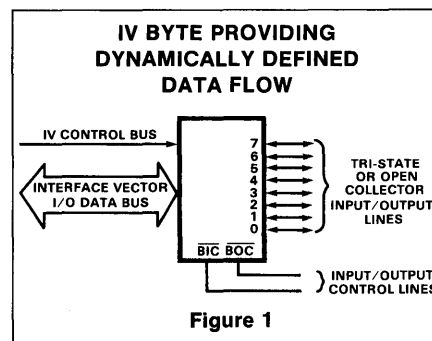 IV BYTE PROVIDING
DYNAMICALLY DEFINED
DATA FLOW
IV CONTROL BUS
INTERFACE VECTOR
I/O DATA BUS
7
6
5
4
3
2
1
0
TRI-STATE
OR OPEN
COLLECTOR
INPUT/OUTPUT
LINES
BIC BOC
INPUT/OUTPUT
CONTROL LINES
Figure 1